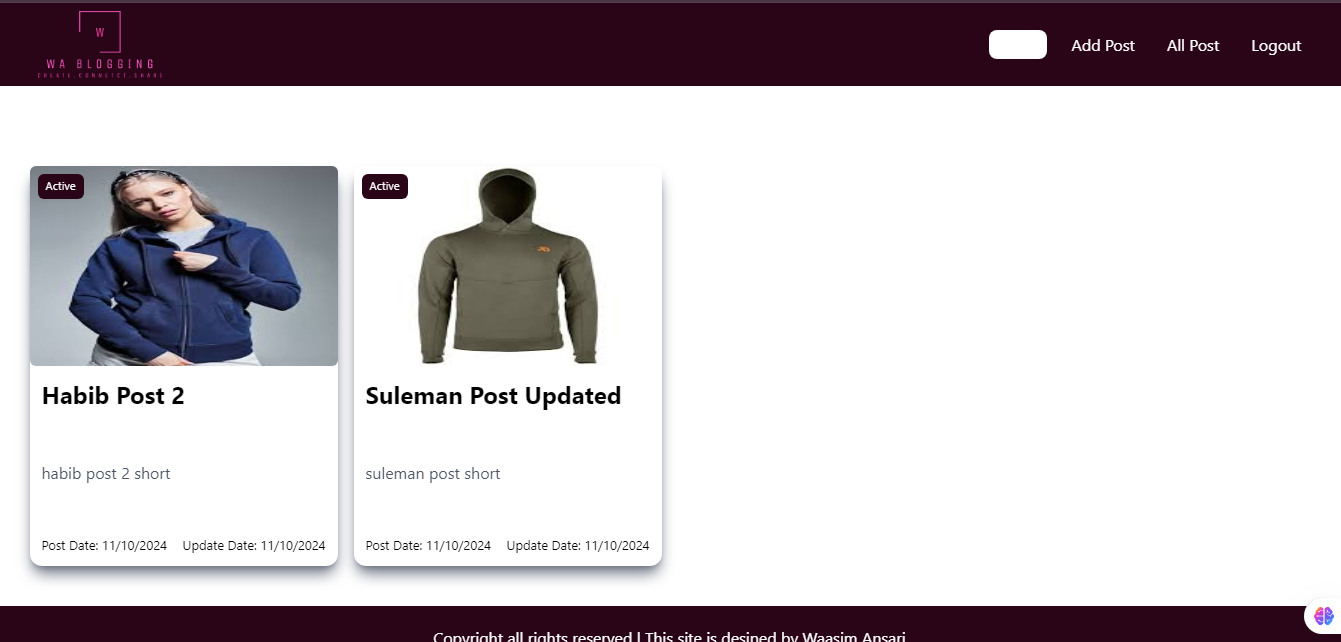 W
WA BLOGGING
CREATE.CONNETCT.SHARE
Add Post
All Post
Logout
Active
Active
Habib Post 2
Suleman Post Updated
habib post 2 short
suleman post short
Post Date: 11/10/2024 Update Date: 11/10/2024
Post Date: 11/10/2024 Update Date: 11/10/2024
Copyright all rights reserved | This site is desined by Waasim Ansari